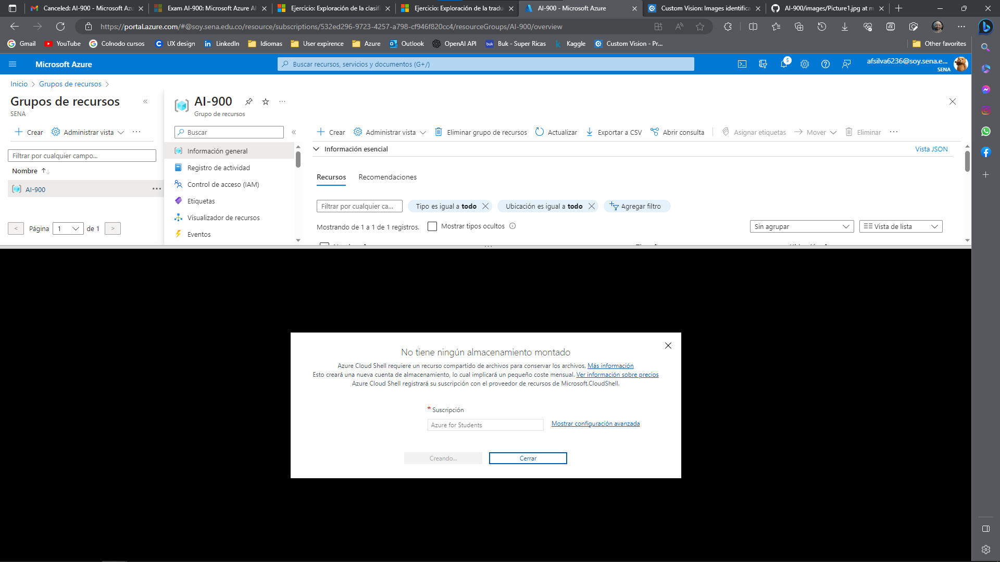 Canceled: AI-900 - Microsoft Azu
Exam AI-900: Microsoft Azure AI
Ejercicio: Exploración de la clasifi
Ejercicio: Exploración de la tradu
AI-900 - Microsoft Azure
Custom Vision: Images identifica
AI-900/images/Picture1.jpg at m
https://portal.azure.com/#@soy.sena.edu.co/resource/subscriptions/532ed296-9723-4257-a798-cf946f820cc4/resourceGroups/AI-900/overview
Gmail
YouTube
Colnodo cursos
UX design
LinkedIn
Idiomas
User expirence
Azure
Outlook
OpenAI API
buk
Buk - Super Ricas
Kaggle
Custom Vision - Pr...
Other favorites
Microsoft Azure
Buscar recursos, servicios y documentos (G+/)
5
afsilva6236@soy.sena.e...
SENA
Inicio > Grupos de recursos >
Grupos de recursos
SENA
Crear
Administrar vista
Filtrar por cualquier campo...
Nombre
AI-900
< Página 1 de 1 >
AI-900
Grupo de recursos
Buscar
Información general
Registro de actividad
Control de acceso (IAM)
Etiquetas
Visualizador de recursos
Eventos
Crear
Administrar vista
Eliminar grupo de recursos
Actualizar
Exportar a CSV
Abrir consulta
Asignar etiquetas
Mover
Eliminar
Información esencial
Vista JSON
Recursos
Recomendaciones
Filtrar por cualquier ca...
Tipo es igual a todo
Ubicación es igual a todo
Agregar filtro
Mostrando de 1 a 1 de 1 registros.
Mostrar tipos ocultos
Sin agrupar
Vista de lista
No tiene ningún almacenamiento montado
Azure Cloud Shell requiere un recurso compartido de archivos para conservar los archivos. Más información
Esto creará una nueva cuenta de almacenamiento, lo cual implicará un pequeño coste mensual. Ver información sobre precios
Azure Cloud Shell registrará su suscripción con el proveedor de recursos de Microsoft.CloudShell.
* Suscripción
Azure for Students
Mostrar configuración avanzada
Creando...
Cerrar